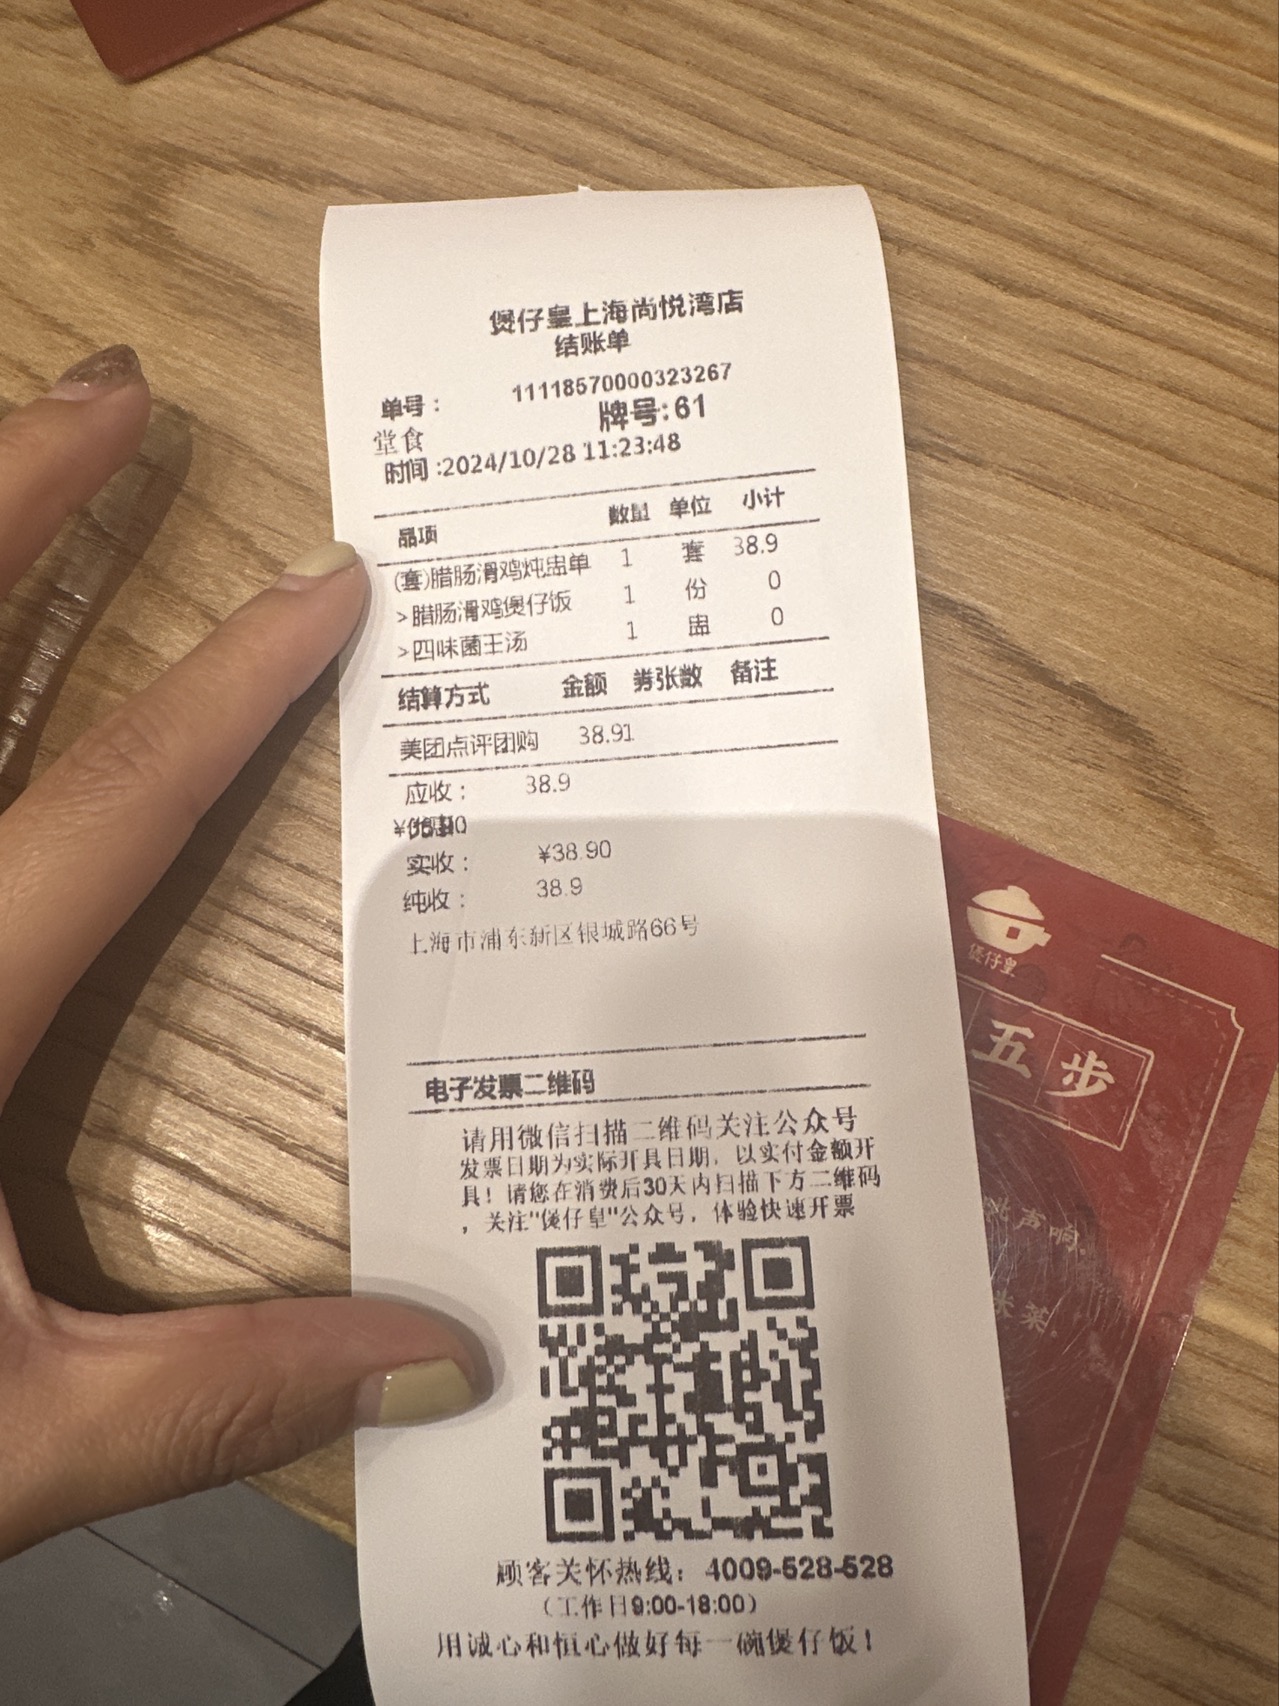 煲仔皇上海尚悦湾店
结账单
单号： 11118570000323267
堂食 牌号:61
时间:2024/10/28 11:23:48
品项 数量 单位 小计
(套)腊肠滑鸡炖盅单 1 套 38.9
>腊肠滑鸡煲仔饭 1 份 0
>四味菌王汤 1 盅 0
结算方式 金额 券张数 备注
美团点评团购 38.91
应收： 38.9
实收： ¥38.90
纯收： 38.9
上海市浦东新区银城路66号
电子发票二维码
请用微信扫描二维码关注公众号
发票日期为实际开具日期，以实付金额开
具！请您在消费后30天内扫描下方二维码
，关注"煲仔皇"公众号，体验快速开票
顾客关怀热线：4009-528-528
（工作日9:00-18:00）
用诚心和恒心做好每一碗煲仔饭！
煲仔皇
五步
声响。
米菜。